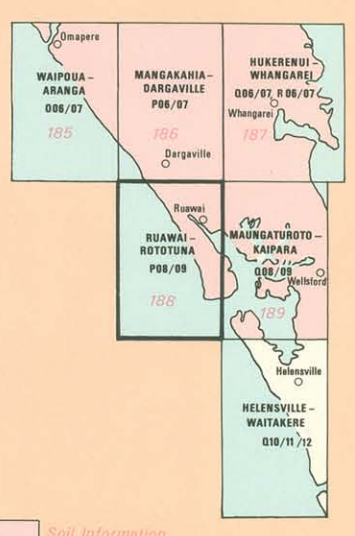 Omapere
WAIPOUA –
ARANGA
O06/07
185
MANGAKAHIA–
DARGAVILLE
P06/07
186
Dargaville
HUKERENUI–
WHANGAREI
Q06/07, R 06/07
Whangarei
187
Ruawai
RUAWAI–
ROTOTUNA
P08/09
188
MAUNGATUROTO–
KAIPARA
Q08/09
Wellsford
189
Helensville
HELENSVILLE –
WAITAKERE
Q10/11/12
Soil Information